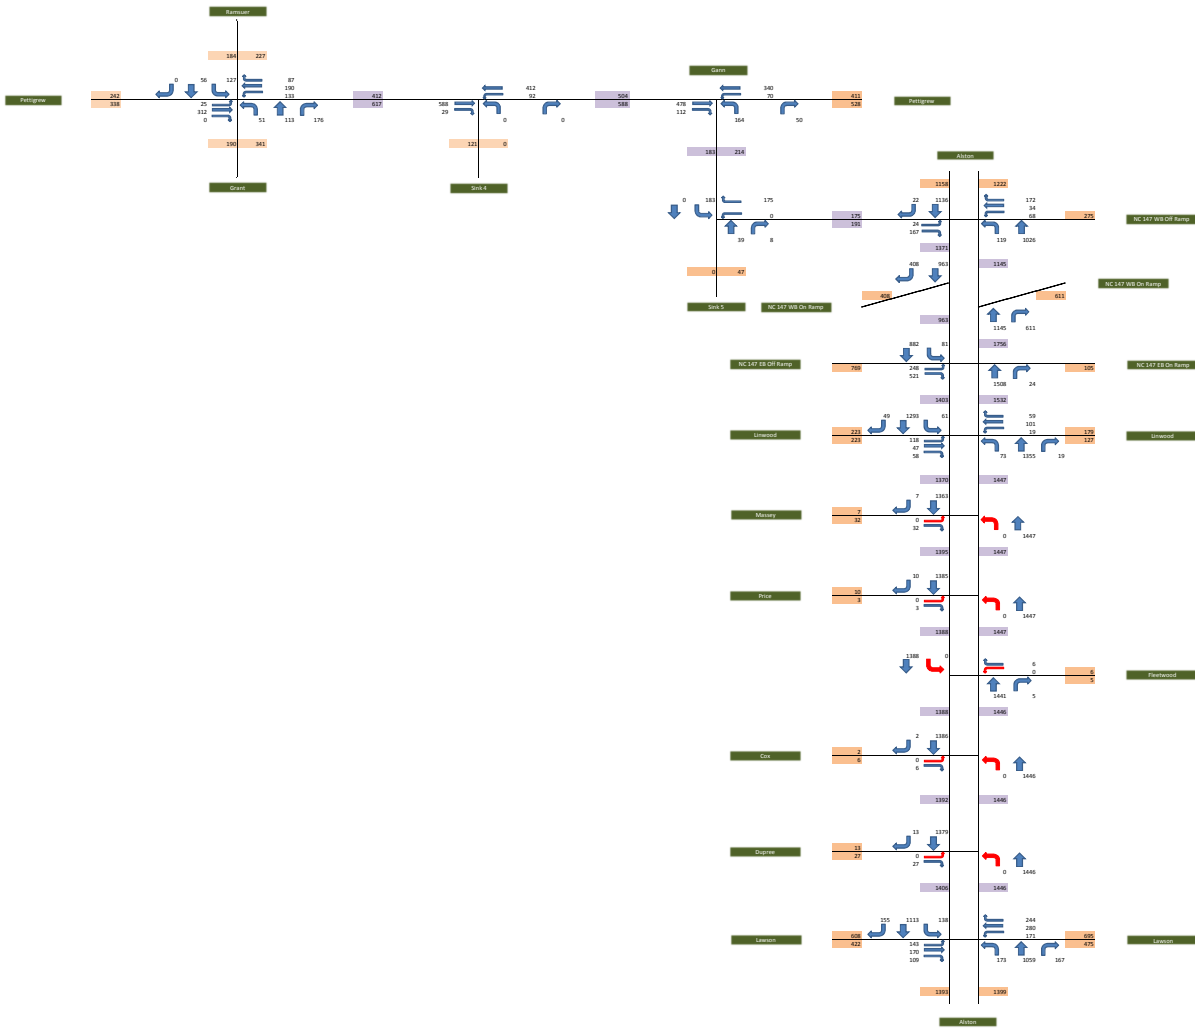 Ramsuer
184 227
0 56 127 87
190
242 133 412
Pettigrew 338 25 617
312
0 51 113 176
190 341
Grant
412
92 504
588 588
29 0 0
121 0
Sink 4
Gann
340
478 70 411
112 528 Pettigrew
164 50
183 214
0 183 175
0 175
191
39 8
0 47
Sink 5
Alston
1158 1222
22 1136 172
34
24 68 275 NC 147 WB Off Ramp
167 119 1026
1371
1145
408 963
408 611 NC 147 WB On Ramp
NC 147 WB On Ramp
963 1145 611
1756
882 81
NC 147 EB Off Ramp 769 248 105 NC 147 EB On Ramp
521 1508 24
1403 1532
49 1293 61 59
101
Linwood 223 118 19 179 Linwood
223 47 127
58 73 1355 19
1370 1447
7 1363
Massey 7 0
32 32 0 1447
1395 1447
10 1385
Price 10 0
3 3 0 1447
1388 1447
1388 0 6
0 6 Fleetwood
5
1441 5
1388 1446
2 1386
Cox 2 0
6 6 0 1446
1392 1446
13 1379
Dupree 13 0
27 27 0 1446
1406 1446
155 1113 138 244
280
Lawson 608 143 171 695 Lawson
422 170 475
109 173 1059 167
1393 1399
Alston